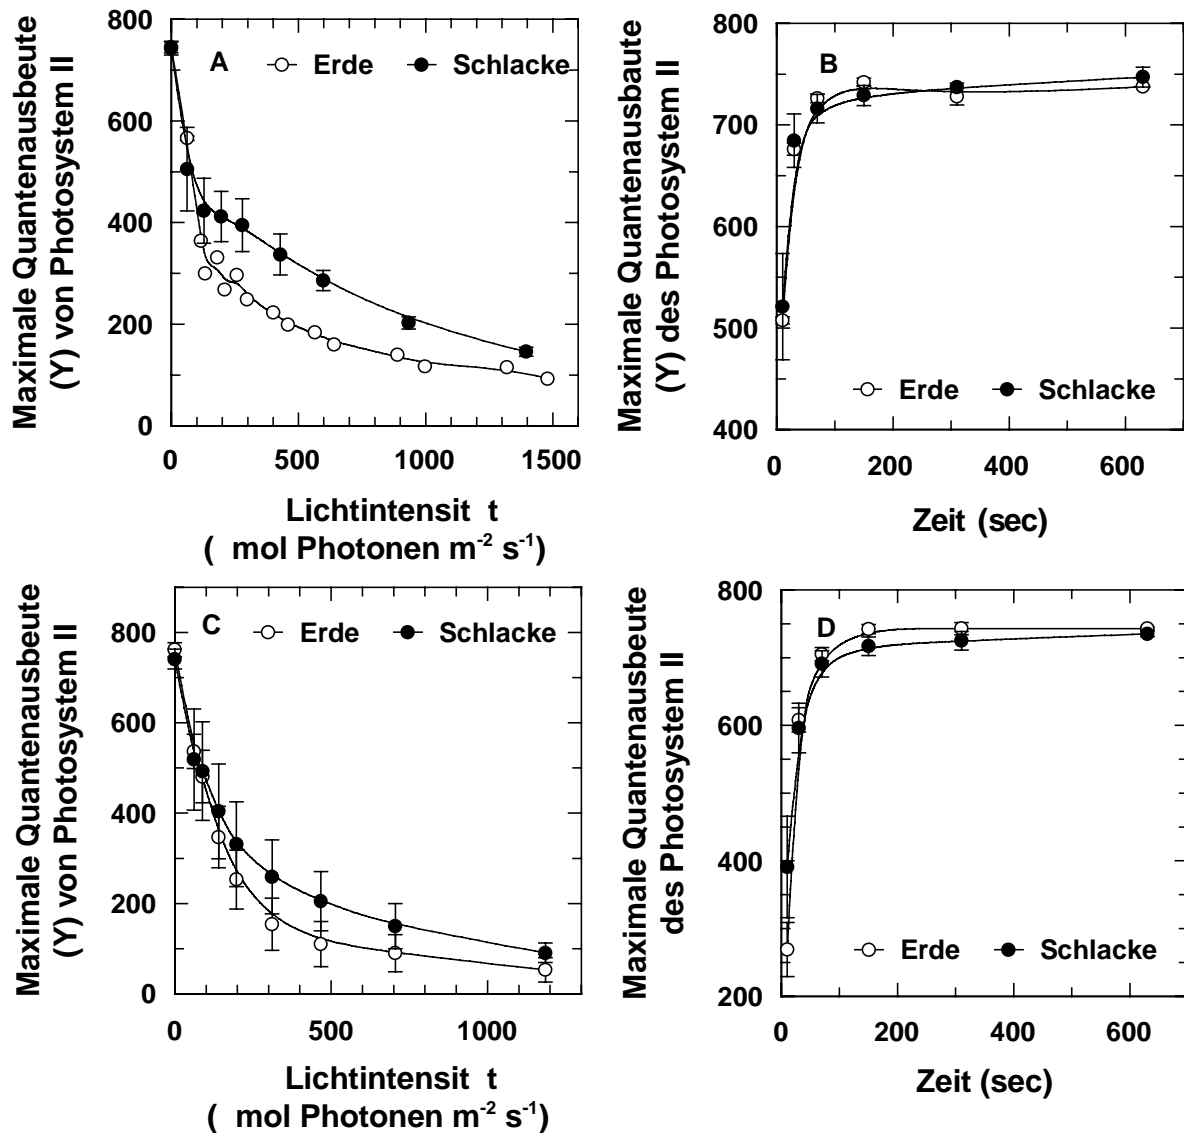 Maximale Quantenausbeute
(Y) von Photosystem II
800
600
400
200
0
A
Erde
Schlacke
0
500
1000
1500
Lichtintensit t
( mol Photonen m⁻² s⁻¹)
Maximale Quantenausbaute
(Y) des Photosystem II
800
700
600
500
400
B
Erde
Schlacke
0
200
400
600
Zeit (sec)
Maximale Quantenausbeute
(Y) von Photosystem II
800
600
400
200
0
C
Erde
Schlacke
0
500
1000
Lichtintensit t
( mol Photonen m⁻² s⁻¹)
Maximale Quantenausbeute
des Photosystem II
800
600
400
200
D
Erde
Schlacke
0
200
400
600
Zeit (sec)